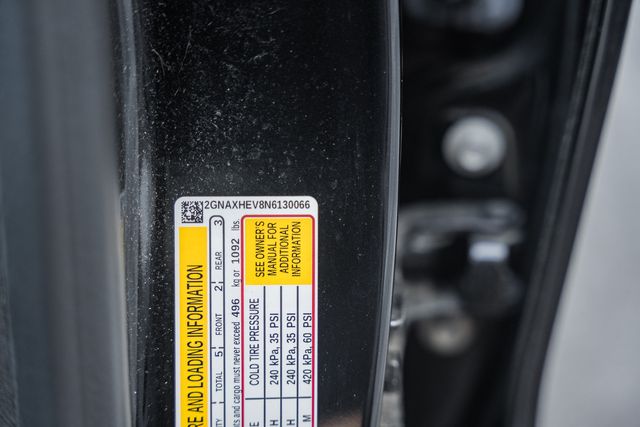 2GNAXHEV8N6130066
RE AND LOADING INFORMATION
TOTAL 5 FRONT 2 REAR 3
ts and cargo must never exceed 496 kg or 1092 lbs.
COLD TIRE PRESSURE
240 kPa, 35 PSI
240 kPa, 35 PSI
420 kPa, 60 PSI
SEE OWNER'S
MANUAL FOR
ADDITIONAL
INFORMATION